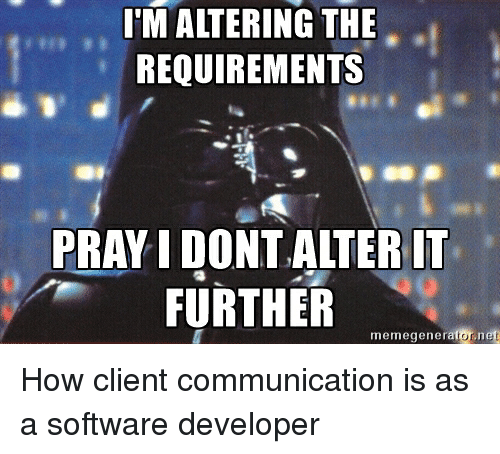 I'M ALTERING THE
REQUIREMENTS
PRAY I DONT ALTER IT
FURTHER
memegenerator.net
How client communication is as
a software developer